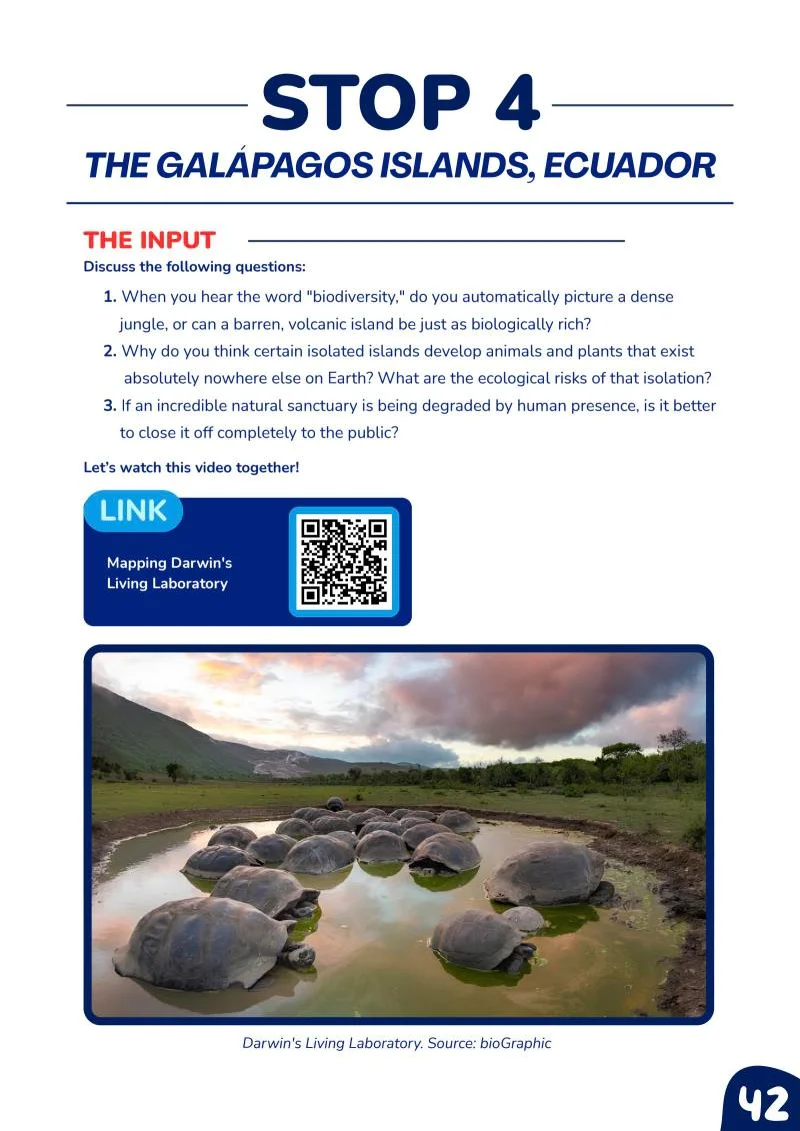 STOP 4
THE GALÁPAGOS ISLANDS, ECUADOR
THE INPUT
Discuss the following questions:
1. When you hear the word "biodiversity," do you automatically picture a dense
jungle, or can a barren, volcanic island be just as biologically rich?
2. Why do you think certain isolated islands develop animals and plants that exist
absolutely nowhere else on Earth? What are the ecological risks of that isolation?
3. If an incredible natural sanctuary is being degraded by human presence, is it better
to close it off completely to the public?
Let's watch this video together!
LINK
Mapping Darwin's
Living Laboratory
Darwin's Living Laboratory. Source: bioGraphic
42